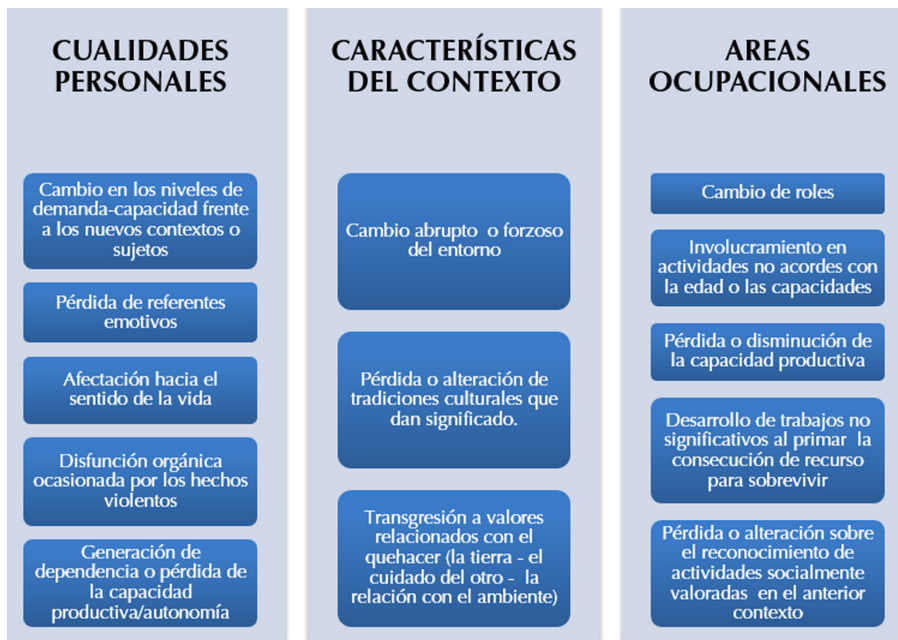 CUALIDADES
PERSONALES
Cambio en los niveles de
demanda-capacidad frente
a los nuevos contextos o
sujetos
Pérdida de referentes
emotivos
Afectación hacia el
sentido de la vida
Disfunción orgánica
ocasionada por los hechos
violentos
Generación de
dependencia o pérdida de
la capacidad
productiva/autonomía
CARACTERÍSTICAS
DEL CONTEXTO
Cambio abrupto o forzoso
del entorno
Pérdida o alteración de
tradiciones culturales que
dan significado.
Transgresión a valores
relacionados con el
quehacer (la tierra - el
cuidado del otro - la
relación con el ambiente)
AREAS
OCUPACIONALES
Cambio de roles
Involucramiento en
actividades no acordes con
la edad o las capacidades
Pérdida o disminución de
la capacidad productiva
Desarrollo de trabajos no
significativos al primar la
consecución de recurso
para sobrevivir
Pérdida o alteración sobre
el reconocimiento de
actividades socialmente
valoradas en el anterior
contexto